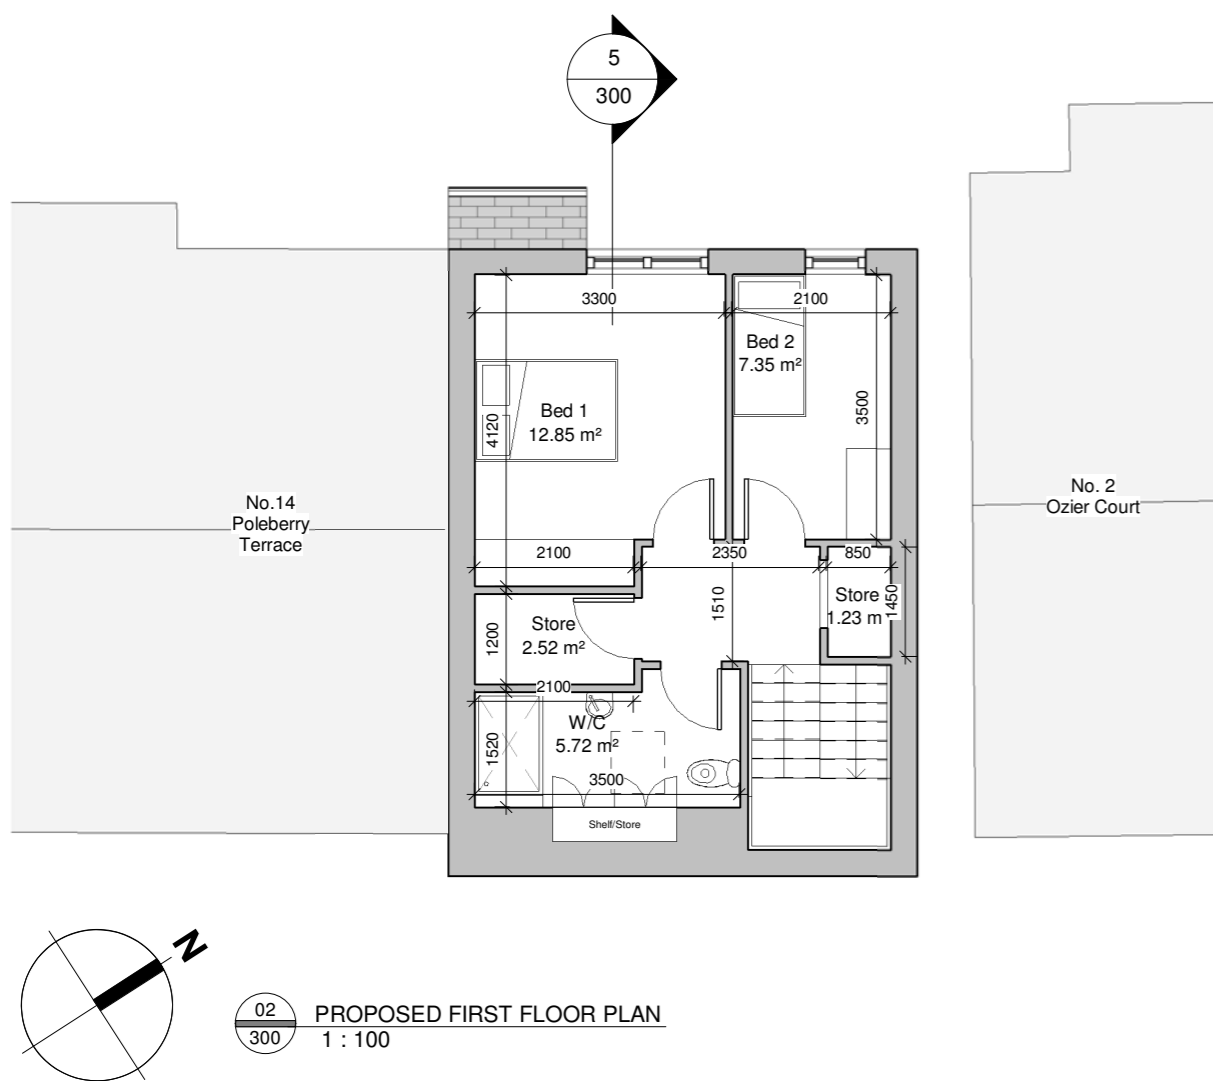 5
300
3300
2100
Bed 2
7.35 m²
Bed 1
12.85 m²
4120
3500
No.14
Poleberry
Terrace
No. 2
Ozier Court
2100
2350
850
1510
Store
1.23 m
1450
Store
2.52 m²
1200
2100
W/C
5.72 m²
1520
3500
Shelf/Store
N
02
300
PROPOSED FIRST FLOOR PLAN
1 : 100